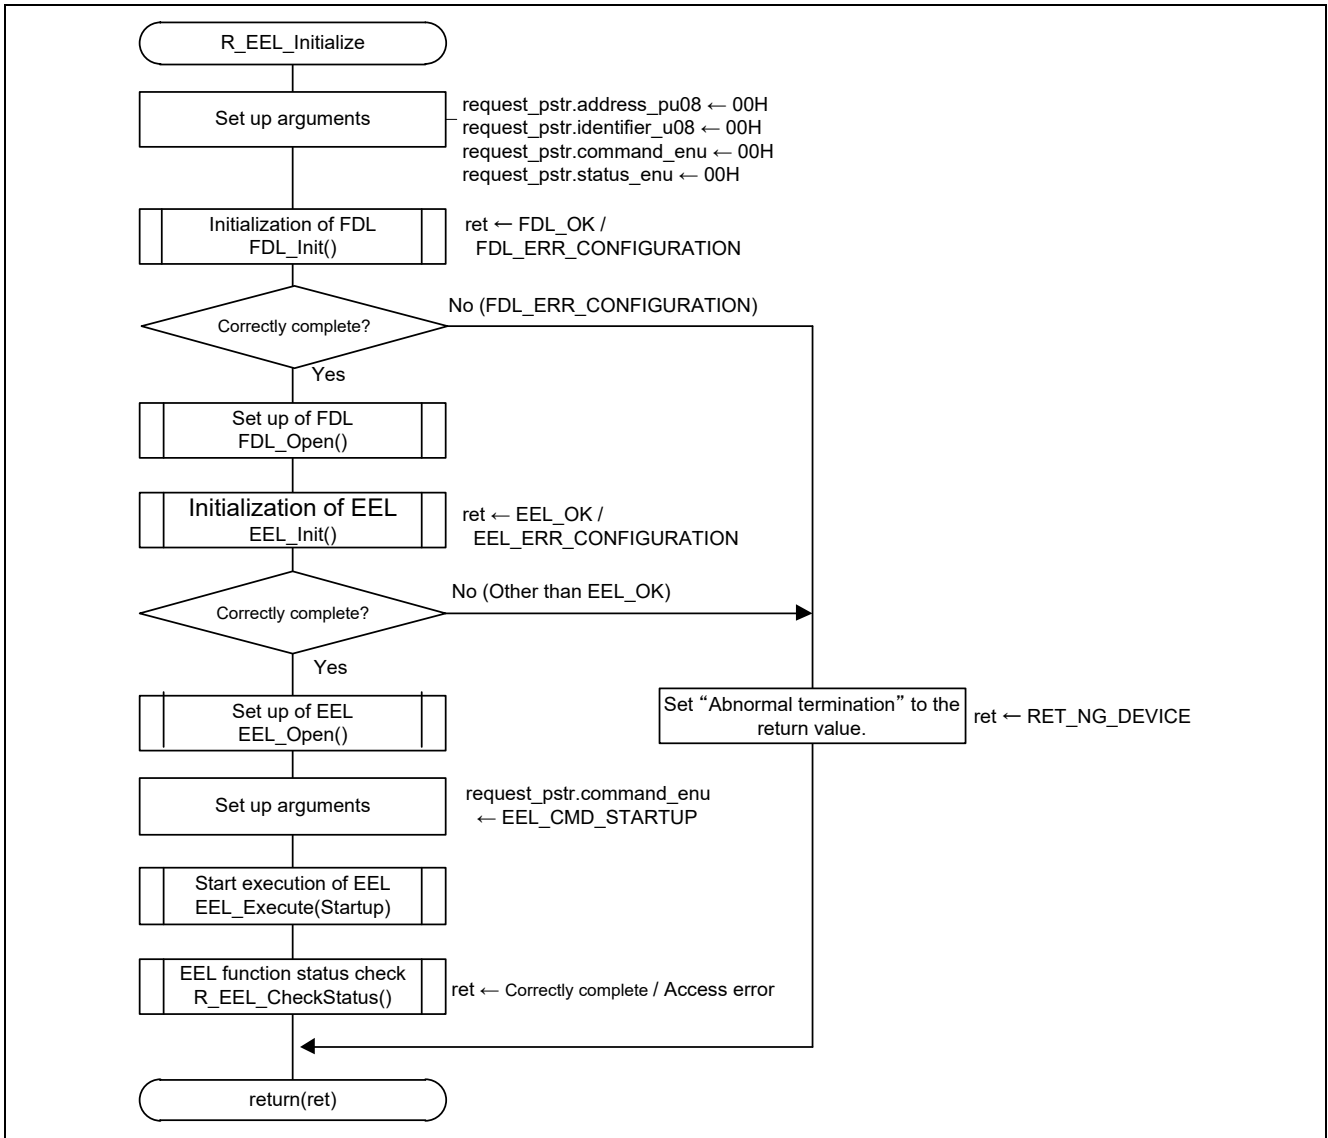 R_EEL_Initialize
Set up arguments
request_pstr.address_pu08 ← 00H
request_pstr.identifier_u08 ← 00H
request_pstr.command_enu ← 00H
request_pstr.status_enu ← 00H
Initialization of FDL
FDL_Init()
ret ← FDL_OK /
FDL_ERR_CONFIGURATION
No (FDL_ERR_CONFIGURATION)
Correctly complete?
Yes
Set up of FDL
FDL_Open()
Initialization of EEL
EEL_Init()
ret ← EEL_OK /
EEL_ERR_CONFIGURATION
No (Other than EEL_OK)
Correctly complete?
Yes
Set up of EEL
EEL_Open()
Set “Abnormal termination” to the
return value.
ret ← RET_NG_DEVICE
Set up arguments
request_pstr.command_enu
← EEL_CMD_STARTUP
Start execution of EEL
EEL_Execute(Startup)
EEL function status check
R_EEL_CheckStatus()
ret ← Correctly complete / Access error
return(ret)